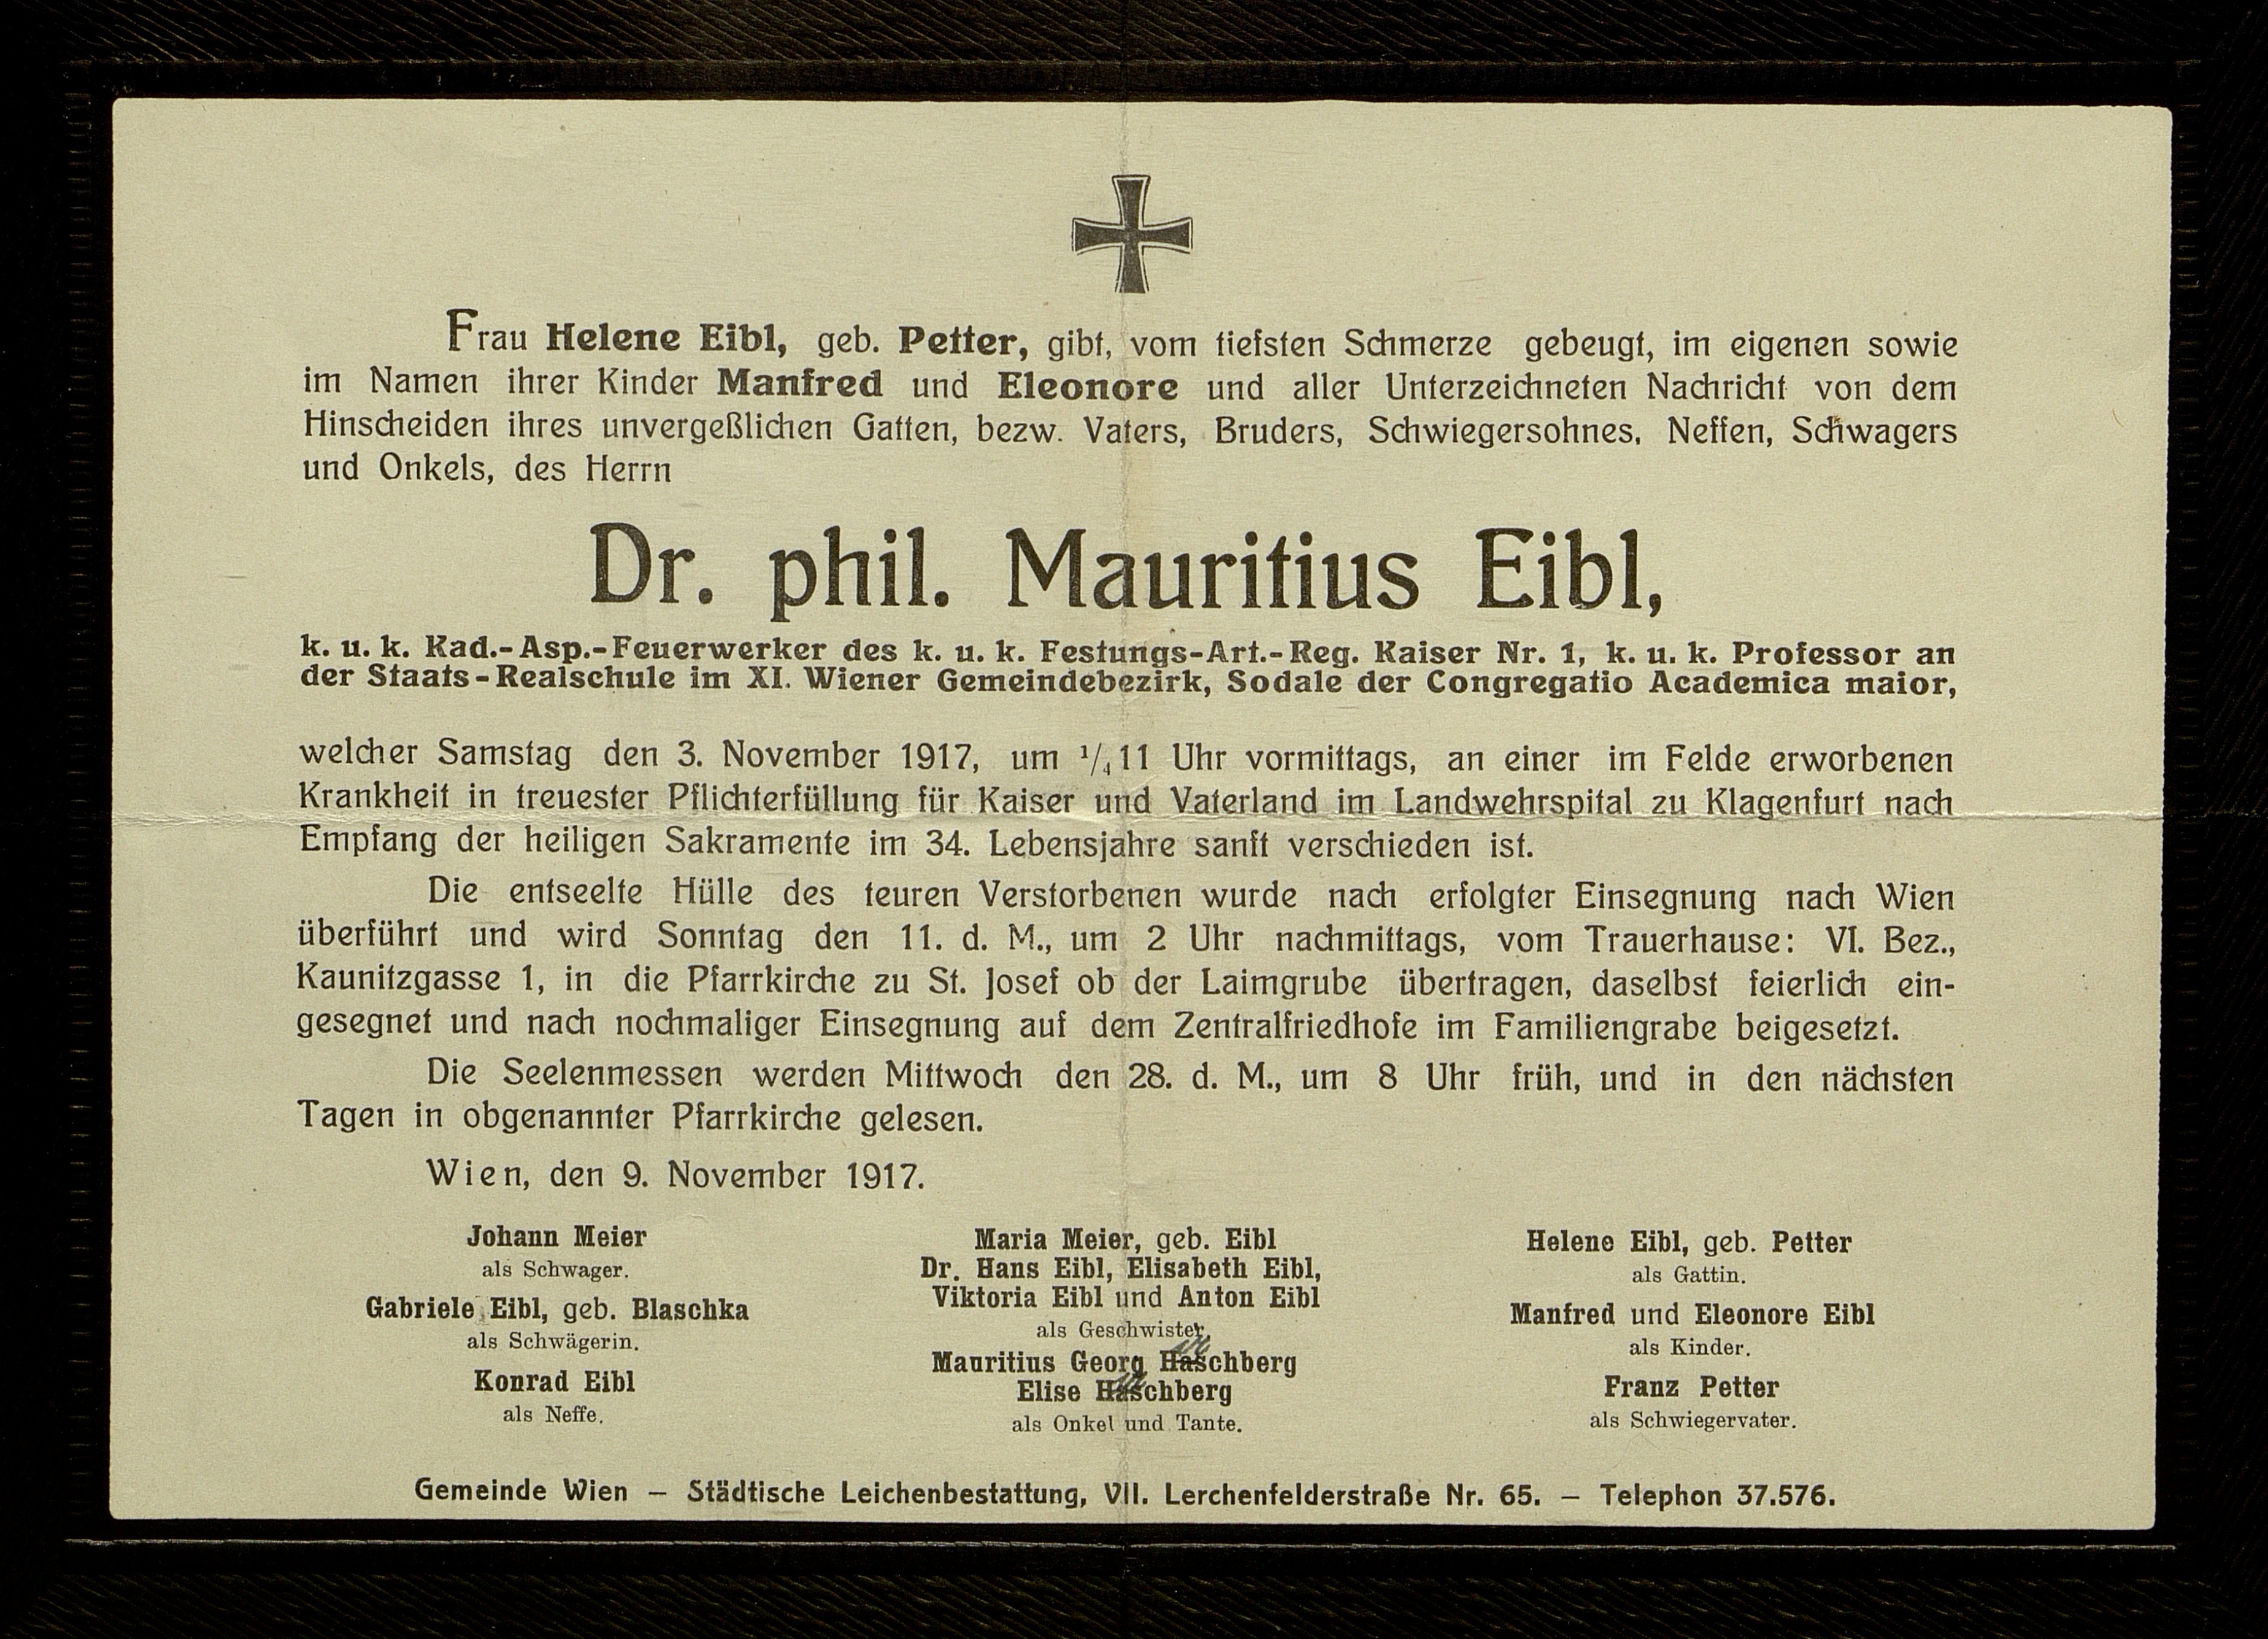 Frau Helene Eibl, geb. Petter, gibt, vom tiefsten Schmerze gebeugt, im eigenen sowie
im Namen ihrer Kinder Manfred und Eleonore und aller Unterzeichneten Nachricht von dem
Hinscheiden ihres unvergeßlichen Gatten, bezw. Vaters, Bruders, Schwiegersohnes, Neffen, Schwagers
und Onkels, des Herrn
Dr. phil. Mauritius Eibl,
k. u. k. Kad.-Asp.-Feuerwerker des k. u. k. Festungs-Art.-Reg. Kaiser Nr. 1, k. u. k. Professor an
der Staats-Realschule im XI. Wiener Gemeindebezirk, Sodale der Congregatio Academica maior,
welcher Samstag den 3. November 1917, um 1/4 11 Uhr vormittags, an einer im Felde erworbenen
Krankheit in treuester Pflichterfüllung für Kaiser und Vaterland im Landwehrspital zu Klagenfurt nach
Empfang der heiligen Sakramente im 34. Lebensjahre sanft verschieden ist.
Die entseelte Hülle des teuren Verstorbenen wurde nach erfolgter Einsegnung nach Wien
überführt und wird Sonntag den 11. d. M., um 2 Uhr nachmittags, vom Trauerhause: VI. Bez.,
Kaunitzgasse 1, in die Pfarrkirche zu St. Josef ob der Laimgrube übertragen, daselbst feierlich ein-
gesegnet und nach nochmaliger Einsegnung auf dem Zentralfriedhofe im Familiengrabe beigesetzt.
Die Seelenmessen werden Mittwoch den 28. d. M., um 8 Uhr früh, und in den nächsten
Tagen in obgenannter Pfarrkirche gelesen.
Wien, den 9. November 1917.
Johann Meier
als Schwager.
Gabriele Eibl, geb. Blaschka
als Schwägerin.
Konrad Eibl
als Neffe.
Maria Meier, geb. Eibl
Dr. Hans Eibl, Elisabeth Eibl,
Viktoria Eibl und Anton Eibl
als Geschwister.
Mauritius Georg Haschberg
Elise Haschberg
als Onkel und Tante.
Helene Eibl, geb. Petter
als Gattin.
Manfred und Eleonore Eibl
als Kinder.
Franz Petter
als Schwiegervater.
Gemeinde Wien — Städtische Leichenbestattung, VII. Lerchenfelderstraße Nr. 65. — Telephon 37.576.